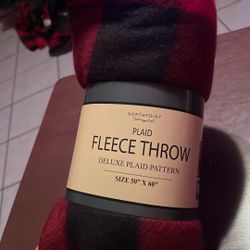 NORTHPOINT
PLAID
FLEECE THROW
DELUXE PLAID PATTERN
SIZE 50" X 60"